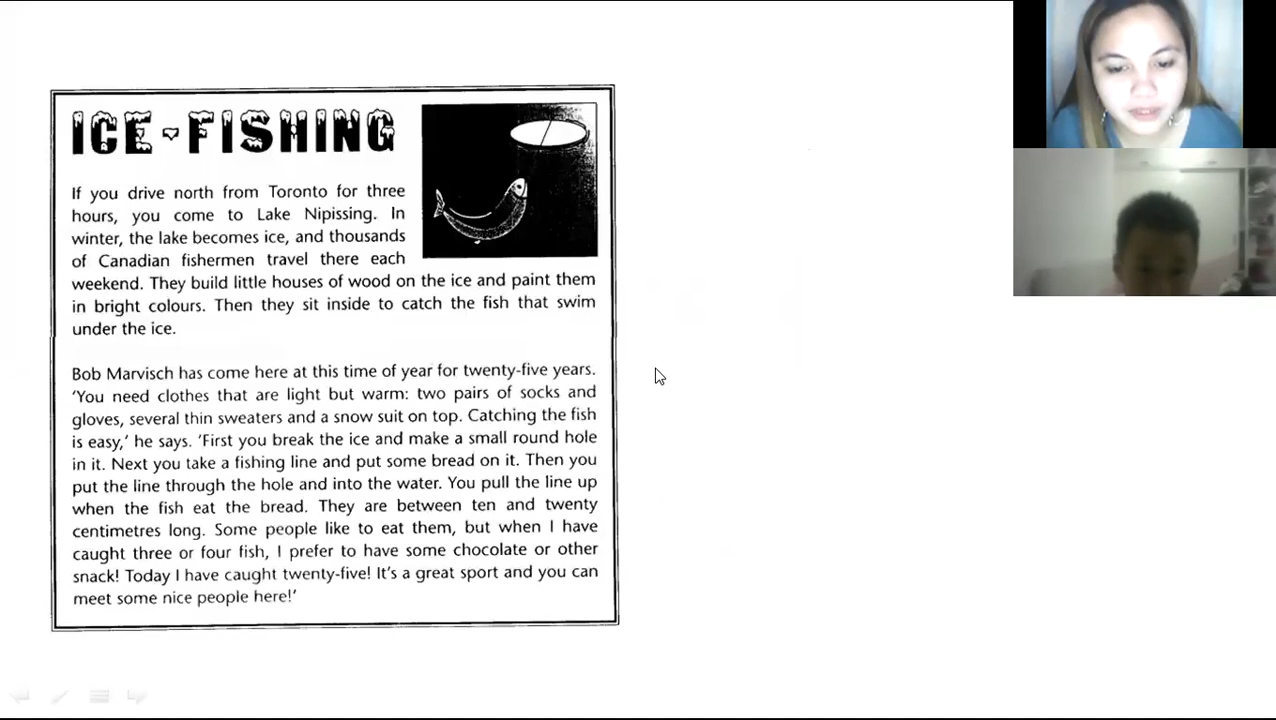 ICE-FISHING
If you drive north from Toronto for three
hours, you come to Lake Nipissing. In
winter, the lake becomes ice, and thousands
of Canadian fishermen travel there each
weekend. They build little houses of wood on the ice and paint them
in bright colours. Then they sit inside to catch the fish that swim
under the ice.
Bob Marvisch has come here at this time of year for twenty-five years.
‘You need clothes that are light but warm: two pairs of socks and
gloves, several thin sweaters and a snow suit on top. Catching the fish
is easy,’ he says. ‘First you break the ice and make a small round hole
in it. Next you take a fishing line and put some bread on it. Then you
put the line through the hole and into the water. You pull the line up
when the fish eat the bread. They are between ten and twenty
centimetres long. Some people like to eat them, but when I have
caught three or four fish, I prefer to have some chocolate or other
snack! Today I have caught twenty-five! It's a great sport and you can
meet some nice people here!’